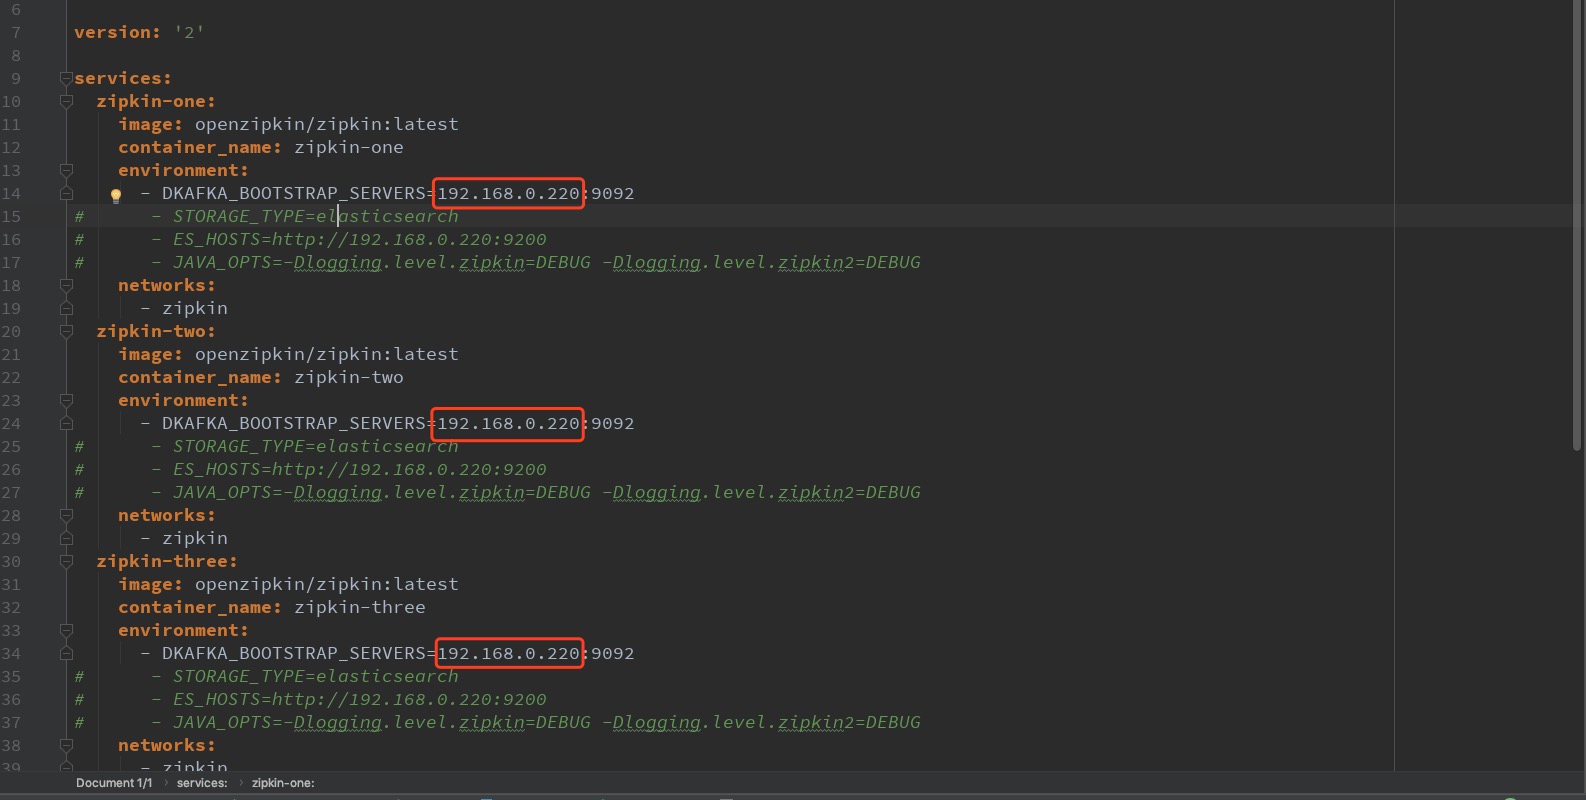 6
7 version: '2'
8
9 services:
10 zipkin-one:
11 image: openzipkin/zipkin:latest
12 container_name: zipkin-one
13 environment:
14 - DKAFKA_BOOTSTRAP_SERVERS=192.168.0.220:9092
15 # - STORAGE_TYPE=elasticsearch
16 # - ES_HOSTS=http://192.168.0.220:9200
17 # - JAVA_OPTS=-Dlogging.level.zipkin=DEBUG -Dlogging.level.zipkin2=DEBUG
18 networks:
19 - zipkin
20 zipkin-two:
21 image: openzipkin/zipkin:latest
22 container_name: zipkin-two
23 environment:
24 - DKAFKA_BOOTSTRAP_SERVERS=192.168.0.220:9092
25 # - STORAGE_TYPE=elasticsearch
26 # - ES_HOSTS=http://192.168.0.220:9200
27 # - JAVA_OPTS=-Dlogging.level.zipkin=DEBUG -Dlogging.level.zipkin2=DEBUG
28 networks:
29 - zipkin
30 zipkin-three:
31 image: openzipkin/zipkin:latest
32 container_name: zipkin-three
33 environment:
34 - DKAFKA_BOOTSTRAP_SERVERS=192.168.0.220:9092
35 # - STORAGE_TYPE=elasticsearch
36 # - ES_HOSTS=http://192.168.0.220:9200
37 # - JAVA_OPTS=-Dlogging.level.zipkin=DEBUG -Dlogging.level.zipkin2=DEBUG
38 networks:
39 - zipkin
Document 1/1 › services: › zipkin-one: